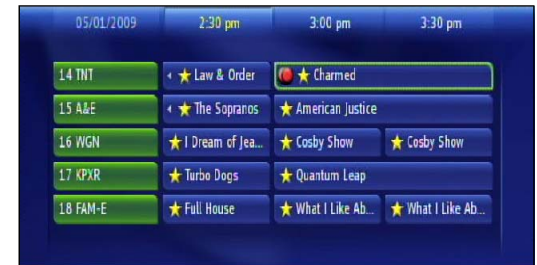 05/01/2009 2:30 pm 3:00 pm 3:30 pm
14 TNT Law & Order Charmed
15 A&E The Sopranos American Justice
16 WGN I Dream of Jea... Cosby Show Cosby Show
17 KPXR Turbo Dogs Quantum Leap
18 FAM-E Full House What I Like Ab... What I Like Ab...